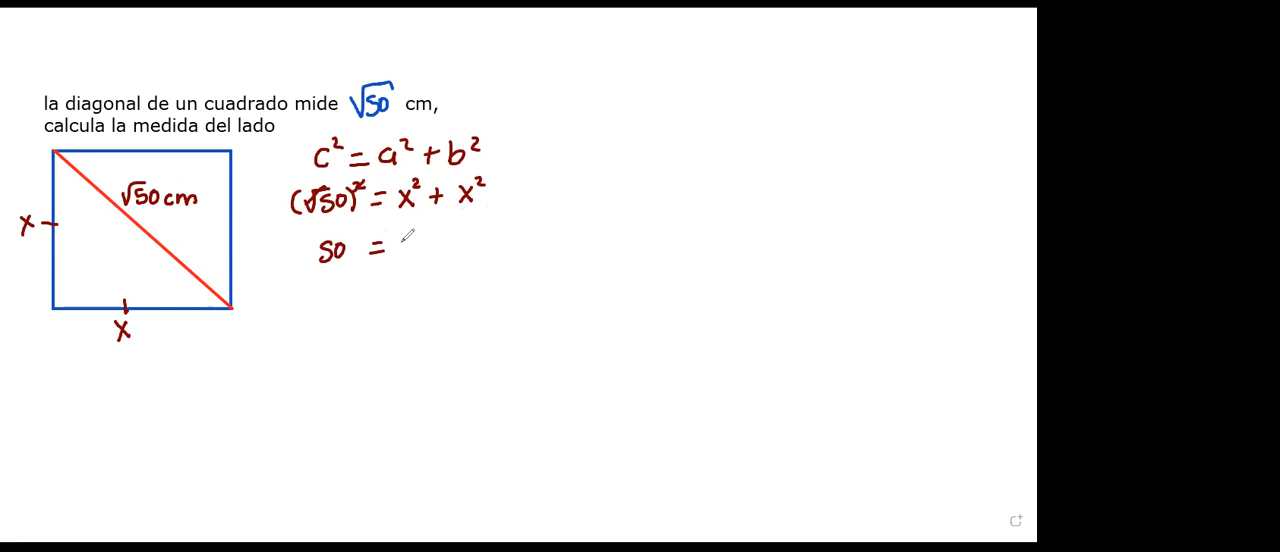 la diagonal de un cuadrado mide √50 cm,
calcula la medida del lado
c² = a² + b²
(√50)² = x² + x²
50 =
√50 cm
x
x